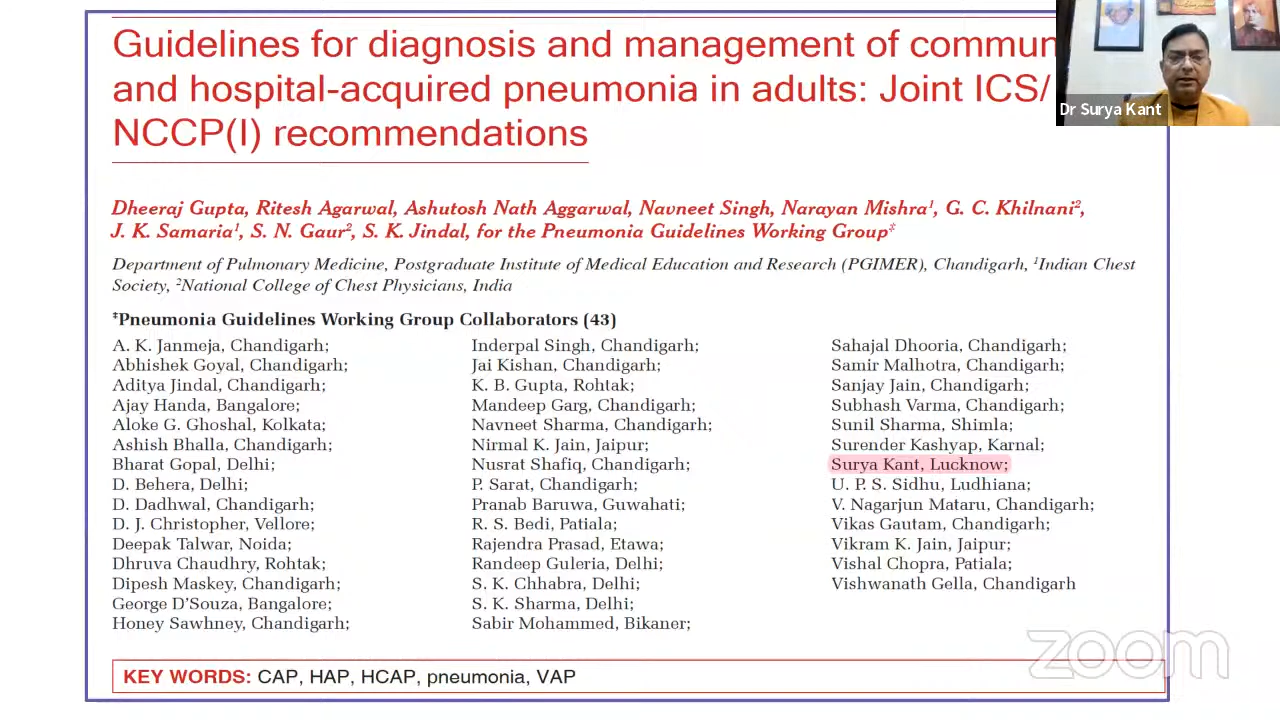 Guidelines for diagnosis and management of commun
and hospital-acquired pneumonia in adults: Joint ICS/
NCCP(I) recommendations
Dr Surya Kant
Dheeraj Gupta, Ritesh Agarwal, Ashutosh Nath Aggarwal, Navneet Singh, Narayan Mishra¹, G. C. Khilnani²,
J. K. Samaria¹, S. N. Gaur², S. K. Jindal, for the Pneumonia Guidelines Working Group‡
Department of Pulmonary Medicine, Postgraduate Institute of Medical Education and Research (PGIMER), Chandigarh, ¹Indian Chest
Society, ²National College of Chest Physicians, India
‡Pneumonia Guidelines Working Group Collaborators (43)
A. K. Janmeja, Chandigarh;
Abhishek Goyal, Chandigarh;
Aditya Jindal, Chandigarh;
Ajay Handa, Bangalore;
Aloke G. Ghoshal, Kolkata;
Ashish Bhalla, Chandigarh;
Bharat Gopal, Delhi;
D. Behera, Delhi;
D. Dadhwal, Chandigarh;
D. J. Christopher, Vellore;
Deepak Talwar, Noida;
Dhruva Chaudhry, Rohtak;
Dipesh Maskey, Chandigarh;
George D'Souza, Bangalore;
Honey Sawhney, Chandigarh;
Inderpal Singh, Chandigarh;
Jai Kishan, Chandigarh;
K. B. Gupta, Rohtak;
Mandeep Garg, Chandigarh;
Navneet Sharma, Chandigarh;
Nirmal K. Jain, Jaipur;
Nusrat Shafiq, Chandigarh;
P. Sarat, Chandigarh;
Pranab Baruwa, Guwahati;
R. S. Bedi, Patiala;
Rajendra Prasad, Etawa;
Randeep Guleria, Delhi;
S. K. Chhabra, Delhi;
S. K. Sharma, Delhi;
Sabir Mohammed, Bikaner;
Sahajal Dhooria, Chandigarh;
Samir Malhotra, Chandigarh;
Sanjay Jain, Chandigarh;
Subhash Varma, Chandigarh;
Sunil Sharma, Shimla;
Surender Kashyap, Karnal;
Surya Kant, Lucknow;
U. P. S. Sidhu, Ludhiana;
V. Nagarjun Mataru, Chandigarh;
Vikas Gautam, Chandigarh;
Vikram K. Jain, Jaipur;
Vishal Chopra, Patiala;
Vishwanath Gella, Chandigarh
zoom
KEY WORDS: CAP, HAP, HCAP, pneumonia, VAP